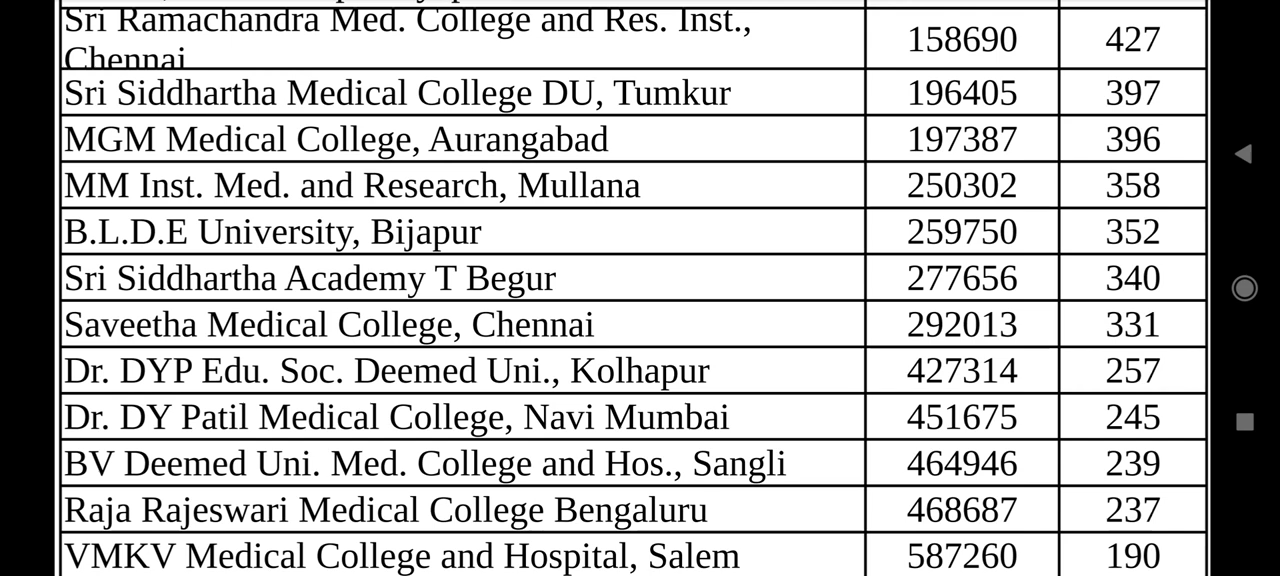 Sri Ramachandra Med. College and Res. Inst.,
Chennai 158690 427
Sri Siddhartha Medical College DU, Tumkur 196405 397
MGM Medical College, Aurangabad 197387 396
MM Inst. Med. and Research, Mullana 250302 358
B.L.D.E University, Bijapur 259750 352
Sri Siddhartha Academy T Begur 277656 340
Saveetha Medical College, Chennai 292013 331
Dr. DYP Edu. Soc. Deemed Uni., Kolhapur 427314 257
Dr. DY Patil Medical College, Navi Mumbai 451675 245
BV Deemed Uni. Med. College and Hos., Sangli 464946 239
Raja Rajeswari Medical College Bengaluru 468687 237
VMKV Medical College and Hospital, Salem 587260 190